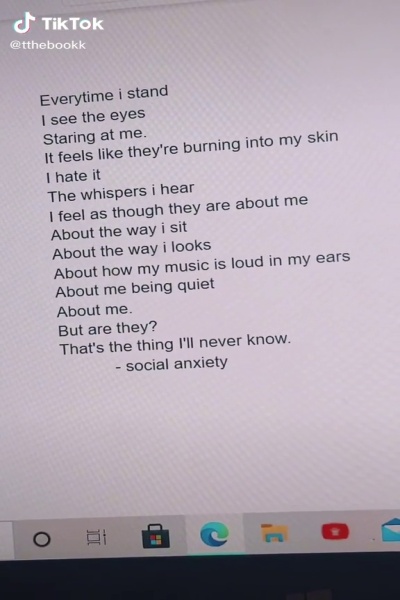 TikTok
@tthebookk
Everytime i stand
I see the eyes
Staring at me.
It feels like they're burning into my skin
I hate it
The whispers i hear
I feel as though they are about me
About the way i sit
About the way i looks
About how my music is loud in my ears
About me being quiet
About me.
But are they?
That's the thing I'll never know.
- social anxiety